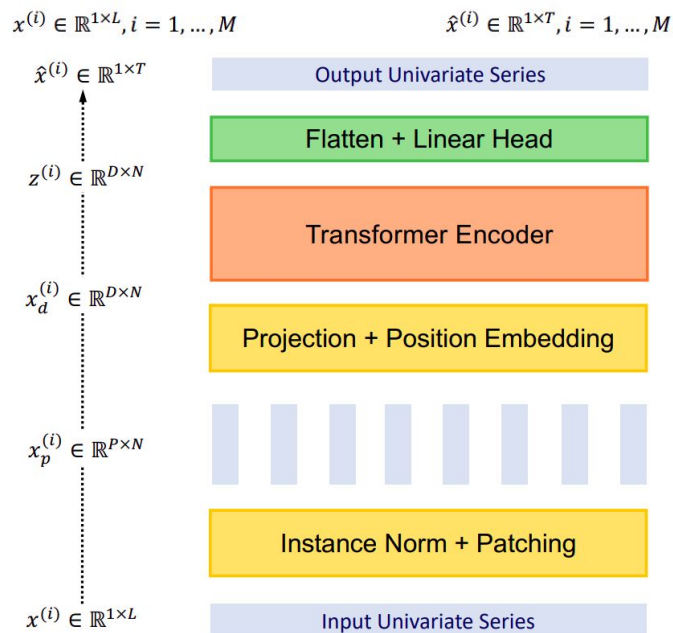 x^(i) ∈ ℝ^{1×L}, i = 1, ..., M
x̂^(i) ∈ ℝ^{1×T}, i = 1, ..., M
x̂^(i) ∈ ℝ^{1×T}
Output Univariate Series
Flatten + Linear Head
z^(i) ∈ ℝ^{D×N}
Transformer Encoder
x_d^(i) ∈ ℝ^{D×N}
Projection + Position Embedding
x_p^(i) ∈ ℝ^{P×N}
Instance Norm + Patching
x^(i) ∈ ℝ^{1×L}
Input Univariate Series